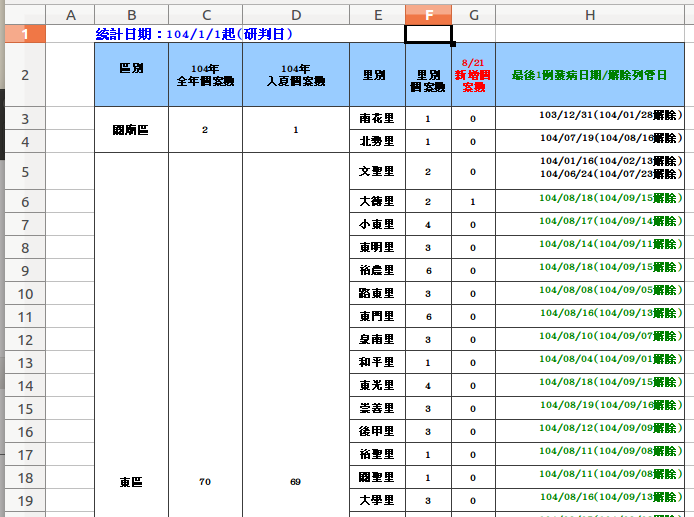 A B C D E F G H
1 統計日期：104/1/1起(研判日)
2 區別 104年 全年個案數 104年 入夏個案數 里別 里別 個案數 8/21 新增個案數 最後1例發病日期/解除列管日
3 關廟區 2 1 南花里 1 0 103/12/31(104/01/28解除)
4 北勢里 1 0 104/07/19(104/08/16解除)
5 文聖里 2 0 104/01/16(104/02/13解除)
104/06/24(104/07/23解除)
6 大德里 2 1 104/08/18(104/09/15解除)
7 小東里 4 0 104/08/17(104/09/14解除)
8 東明里 3 0 104/08/14(104/09/11解除)
9 裕農里 6 0 104/08/18(104/09/15解除)
10 路東里 3 0 104/08/08(104/09/05解除)
11 東門里 6 0 104/08/16(104/09/13解除)
12 泉南里 3 0 104/08/10(104/09/07解除)
13 和平里 1 0 104/08/04(104/09/01解除)
14 東光里 4 0 104/08/18(104/09/15解除)
15 崇善里 3 0 104/08/19(104/09/16解除)
16 後甲里 3 0 104/08/12(104/09/09解除)
17 裕聖里 1 0 104/08/11(104/09/08解除)
18 東區 70 69 關聖里 1 0 104/08/11(104/09/08解除)
19 大學里 3 0 104/08/16(104/09/13解除)